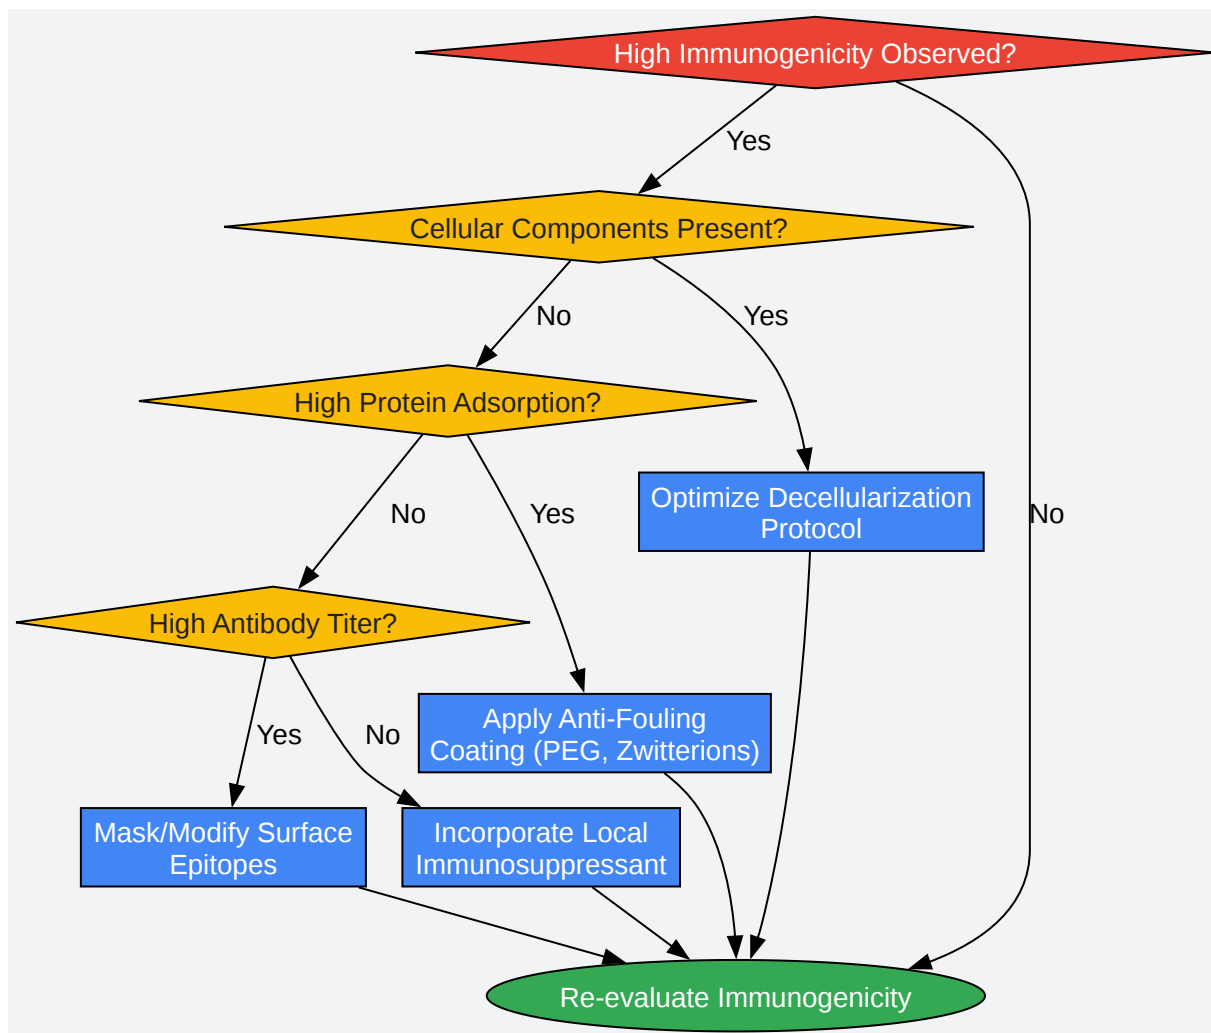 High Immunogenicity Observed?
Yes
Cellular Components Present?
No
Yes
High Protein Adsorption?
Optimize Decellularization
Protocol
No
Yes
No
High Antibody Titer?
Apply Anti-Fouling
Coating (PEG, Zwitterions)
Yes
No
Mask/Modify Surface
Epitopes
Incorporate Local
Immunosuppressant
Re-evaluate Immunogenicity